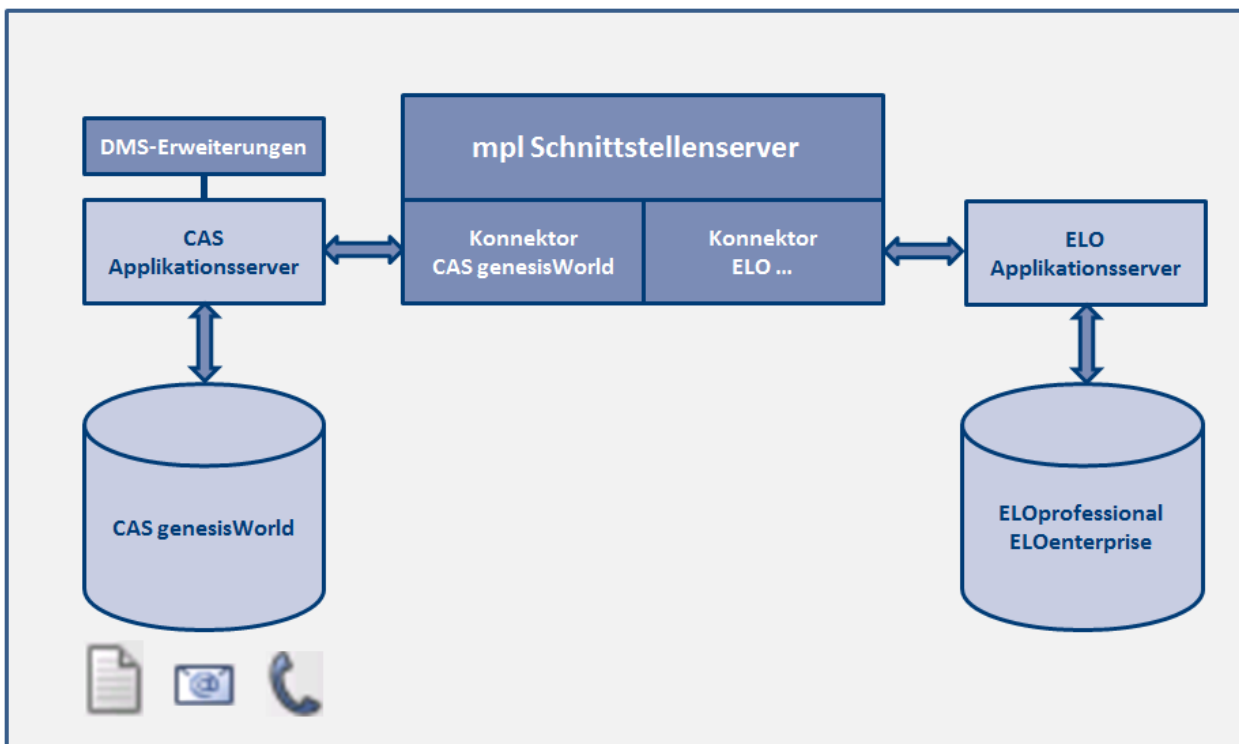 DMS-Erweiterungen
mpl Schnittstellenserver
CAS
Applikationsserver
Konnektor
CAS genesisWorld
Konnektor
ELO ...
ELO
Applikationsserver
CAS genesisWorld
ELOprofessional
ELOenterprise
@